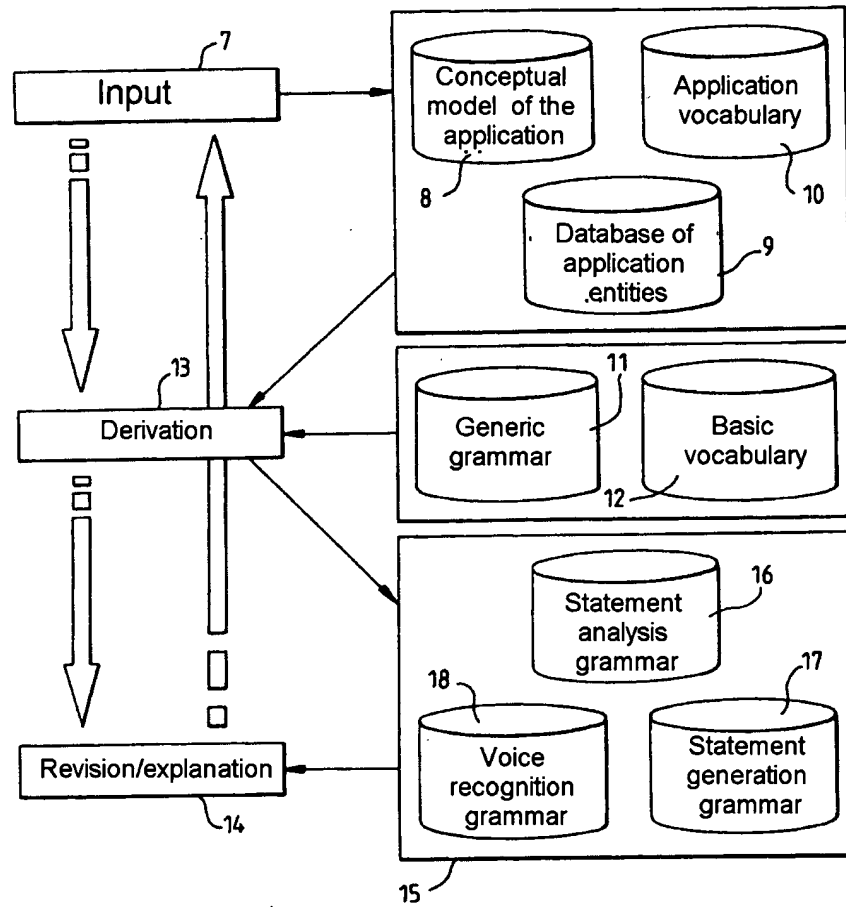 7
Input
Conceptual
model of the
application
8
Application
vocabulary
10
Database of
application
entities
9
13
Derivation
Generic
grammar
11
Basic
vocabulary
12
Statement
analysis
grammar
16
18
Voice
recognition
grammar
17
Statement
generation
grammar
Revision/explanation
14
15